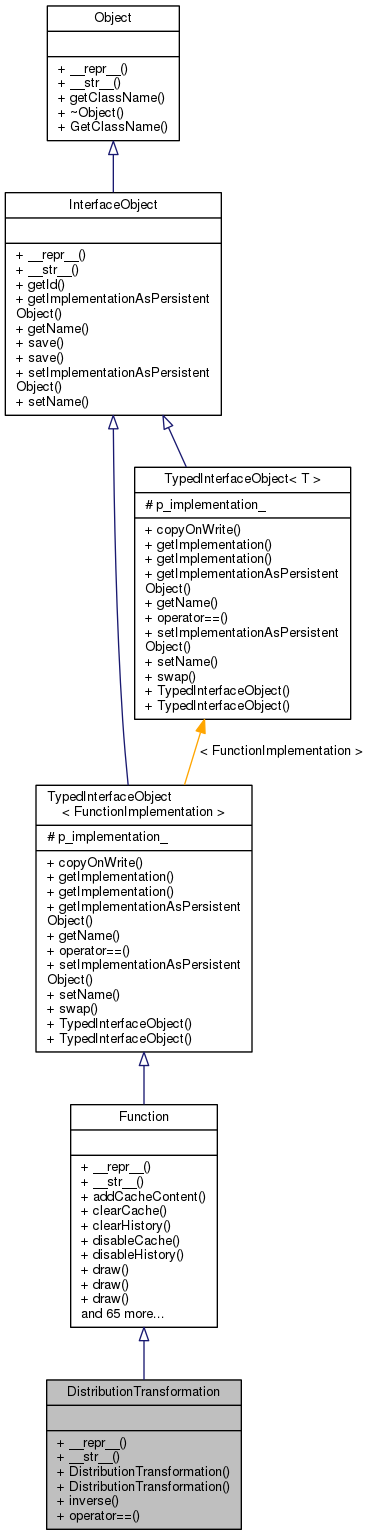 Object
+ __repr__()
+ __str__()
+ getClassName()
+ ~Object()
+ GetClassName()
InterfaceObject
+ __repr__()
+ __str__()
+ getId()
+ getImplementationAsPersistent
Object()
+ getName()
+ save()
+ save()
+ setImplementationAsPersistent
Object()
+ setName()
TypedInterfaceObject< T >
# p_implementation_
+ copyOnWrite()
+ getImplementation()
+ getImplementation()
+ getImplementationAsPersistent
Object()
+ getName()
+ operator==()
+ setImplementationAsPersistent
Object()
+ setName()
+ swap()
+ TypedInterfaceObject()
+ TypedInterfaceObject()
< FunctionImplementation >
TypedInterfaceObject
< FunctionImplementation >
# p_implementation_
+ copyOnWrite()
+ getImplementation()
+ getImplementation()
+ getImplementationAsPersistent
Object()
+ getName()
+ operator==()
+ setImplementationAsPersistent
Object()
+ setName()
+ swap()
+ TypedInterfaceObject()
+ TypedInterfaceObject()
Function
+ __repr__()
+ __str__()
+ addCacheContent()
+ clearCache()
+ clearHistory()
+ disableCache()
+ disableHistory()
+ draw()
+ draw()
+ draw()
and 65 more...
DistributionTransformation
+ __repr__()
+ __str__()
+ DistributionTransformation()
+ DistributionTransformation()
+ inverse()
+ operator==()